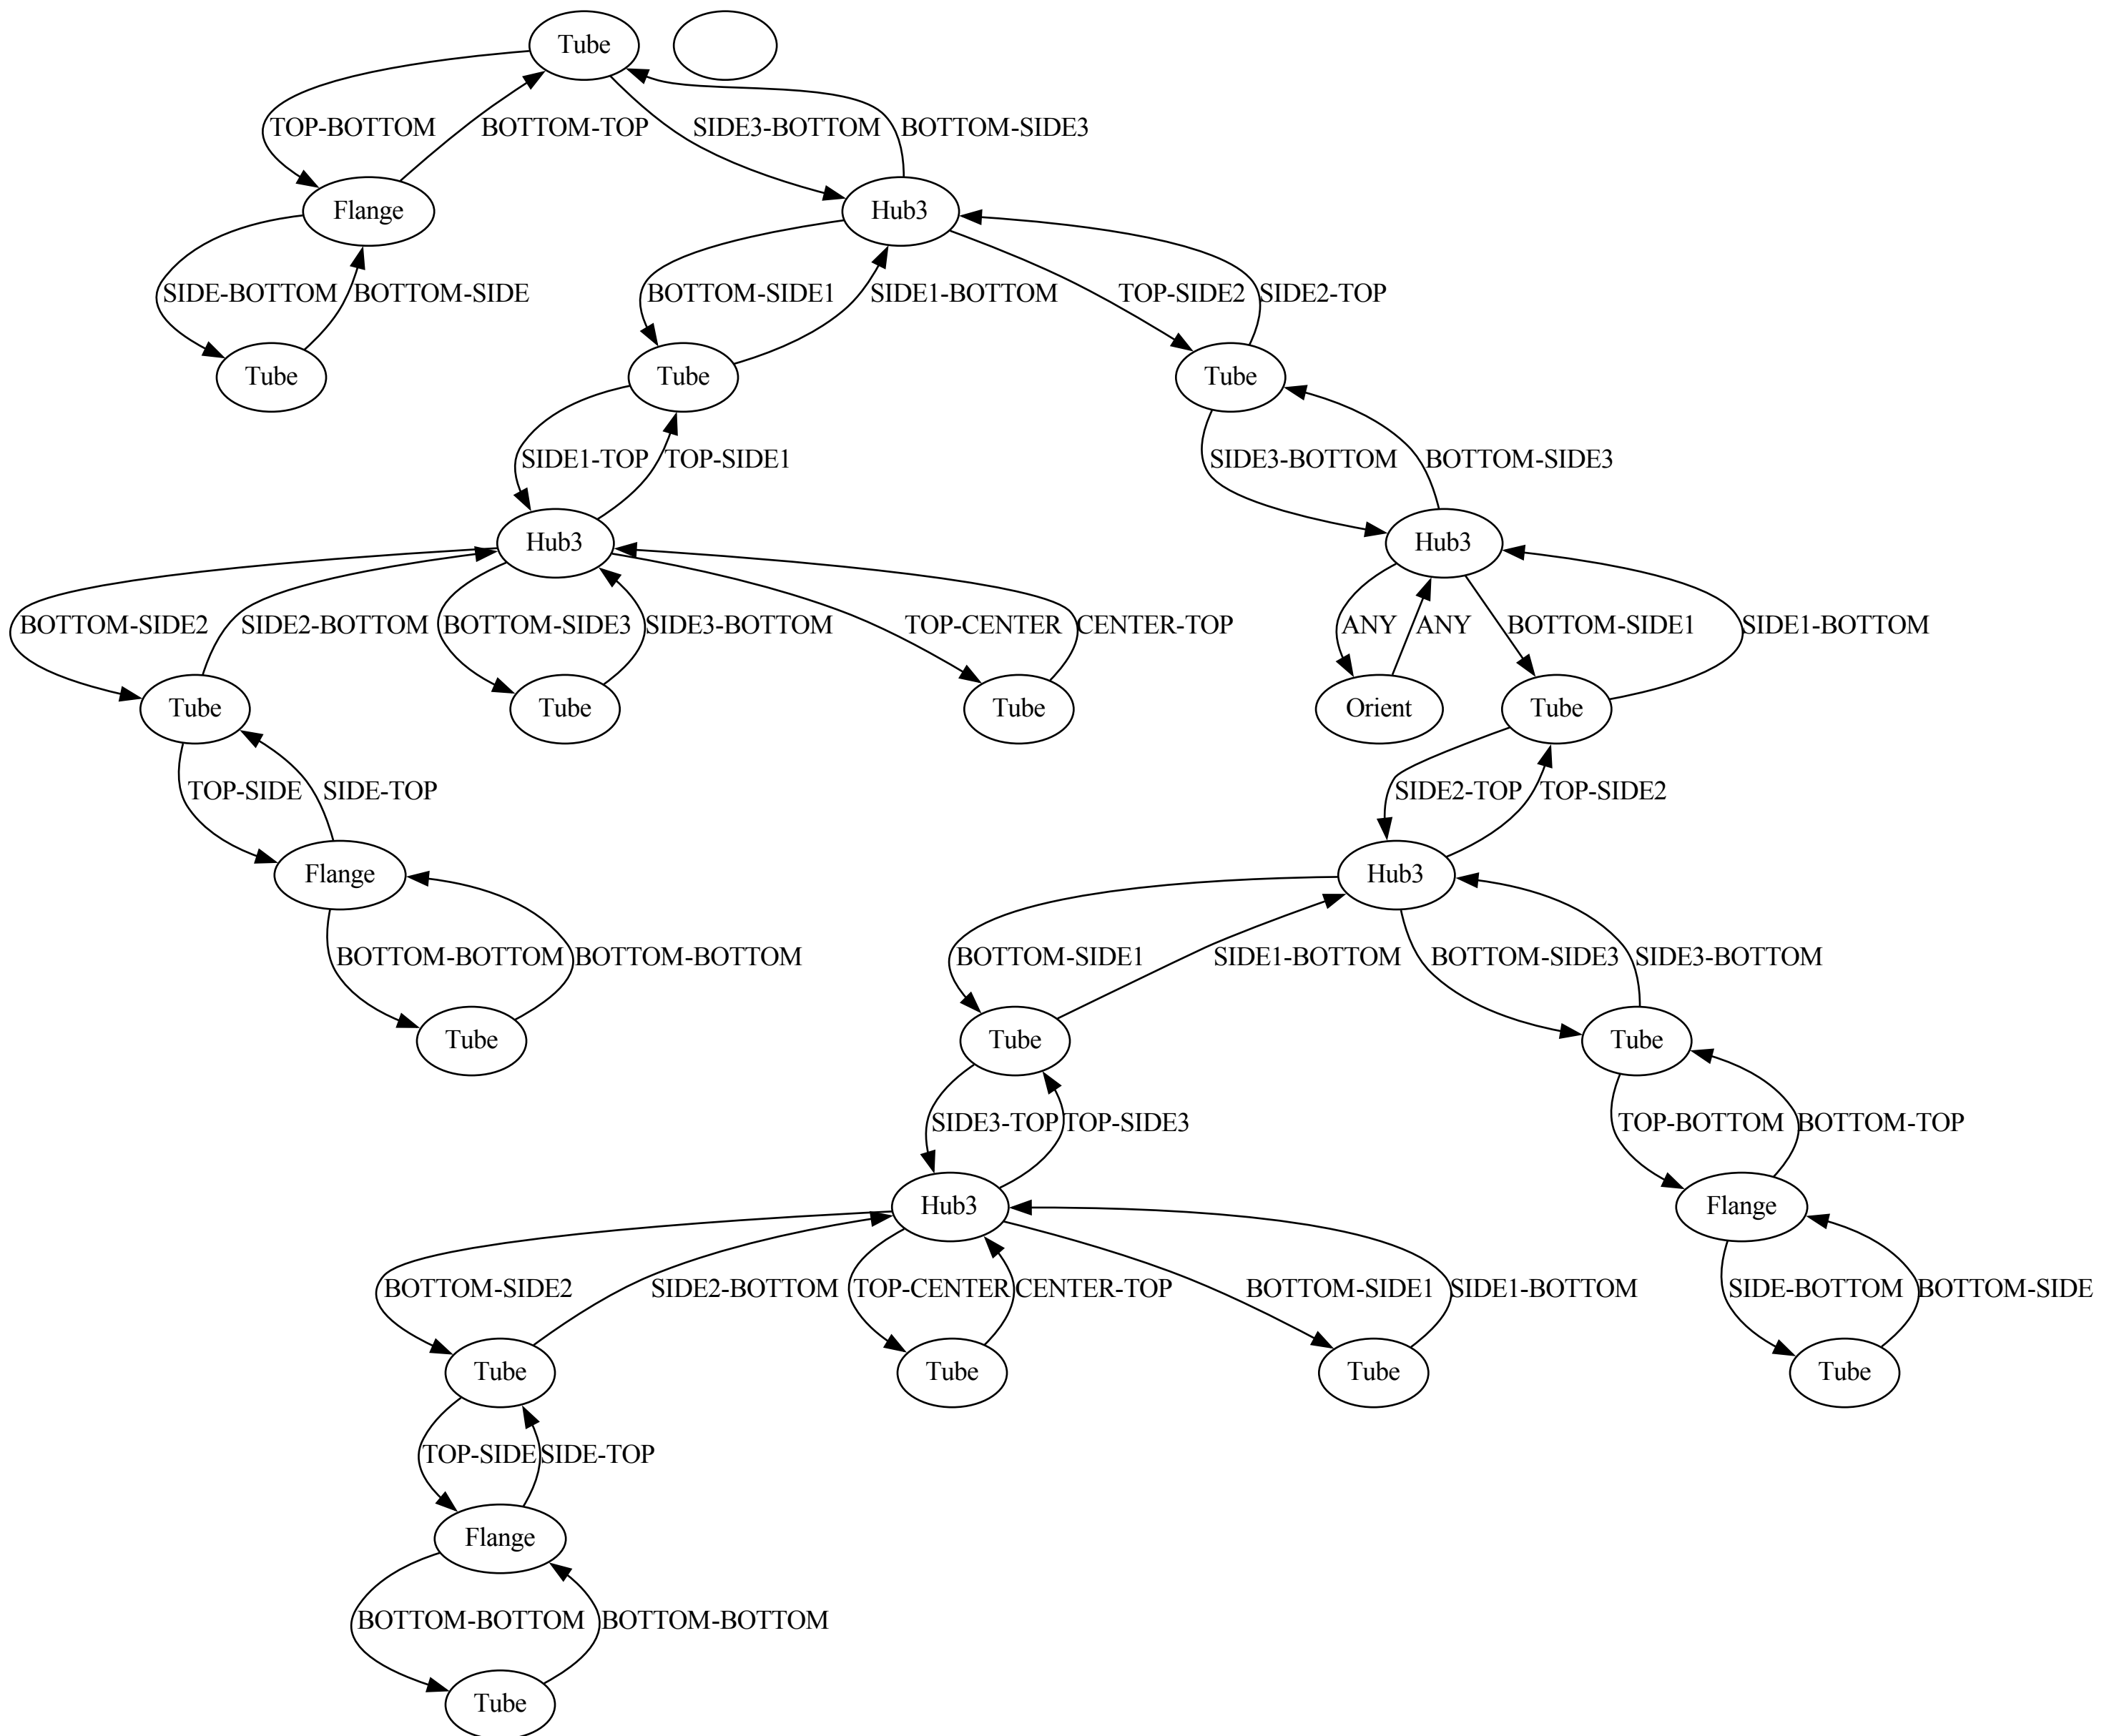 Tube
TOP-BOTTOM
BOTTOM-TOP
SIDE3-BOTTOM
BOTTOM-SIDE3
Flange
Hub3
SIDE-BOTTOM
BOTTOM-SIDE
BOTTOM-SIDE1
SIDE1-BOTTOM
TOP-SIDE2
SIDE2-TOP
Tube
Tube
Tube
SIDE1-TOP
TOP-SIDE1
SIDE3-BOTTOM
BOTTOM-SIDE3
Hub3
Hub3
BOTTOM-SIDE2
SIDE2-BOTTOM
BOTTOM-SIDE3
SIDE3-BOTTOM
TOP-CENTER
CENTER-TOP
ANY
ANY
BOTTOM-SIDE1
SIDE1-BOTTOM
Tube
Tube
Tube
Orient
Tube
TOP-SIDE
SIDE-TOP
SIDE2-TOP
TOP-SIDE2
Flange
Hub3
BOTTOM-BOTTOM
BOTTOM-BOTTOM
BOTTOM-SIDE1
SIDE1-BOTTOM
BOTTOM-SIDE3
SIDE3-BOTTOM
Tube
Tube
Tube
SIDE3-TOP
TOP-SIDE3
TOP-BOTTOM
BOTTOM-TOP
Hub3
Flange
BOTTOM-SIDE2
SIDE2-BOTTOM
TOP-CENTER
CENTER-TOP
BOTTOM-SIDE1
SIDE1-BOTTOM
SIDE-BOTTOM
BOTTOM-SIDE
Tube
Tube
Tube
Tube
TOP-SIDE
SIDE-TOP
Flange
BOTTOM-BOTTOM
BOTTOM-BOTTOM
Tube